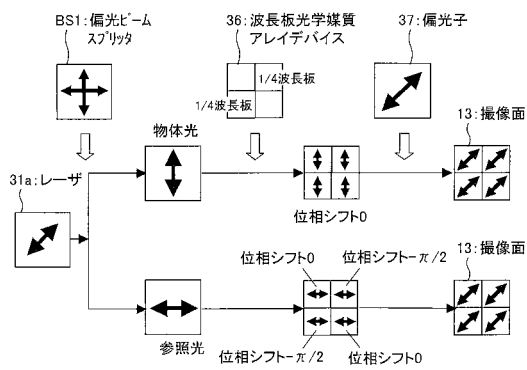 BS1:偏光ビーム
スプリッタ
36:波長板光学媒質
アレイデバイス
37:偏光子
1/4波長板
1/4波長板
物体光
13:撮像面
31a:レーザ
位相シフト0
位相シフト0
位相シフト-π/2
13:撮像面
参照光
位相シフト-π/2
位相シフト0